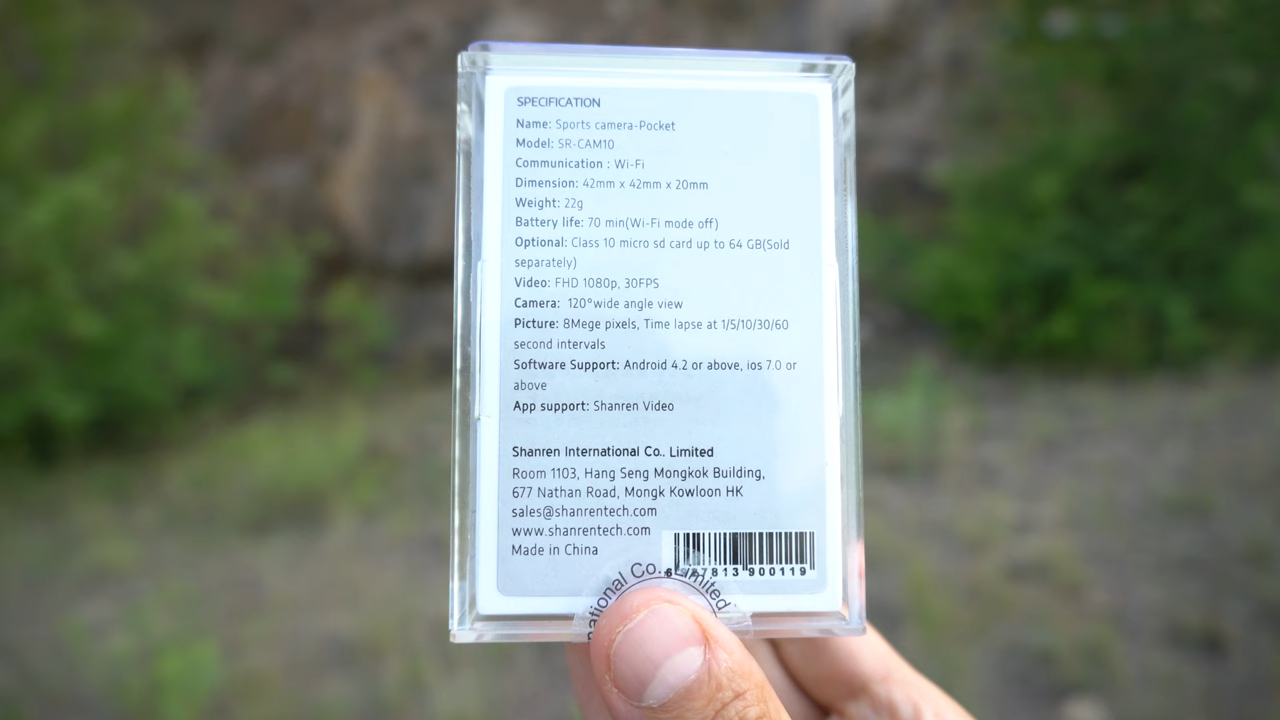 SPECIFICATION
Name: Sports camera-Pocket
Model: SR-CAM10
Communication : Wi-Fi
Dimension: 42mm x 42mm x 20mm
Weight: 22g
Battery life: 70 min(Wi-Fi mode off)
Optional: Class 10 micro sd card up to 64 GB(Sold
separately)
Video: FHD 1080p, 30FPS
Camera: 120°wide angle view
Picture: 8Mege pixels, Time lapse at 1/5/10/30/60
second intervals
Software Support: Android 4.2 or above, ios 7.0 or
above
App support: Shanren Video
Shanren International Co.. Limited
Room 1103, Hang Seng Mongkok Building,
677 Nathan Road, Mongk Kowloon HK
sales@shanrentech.com
www.shanrentech.com
Made in China
900119
Co.,